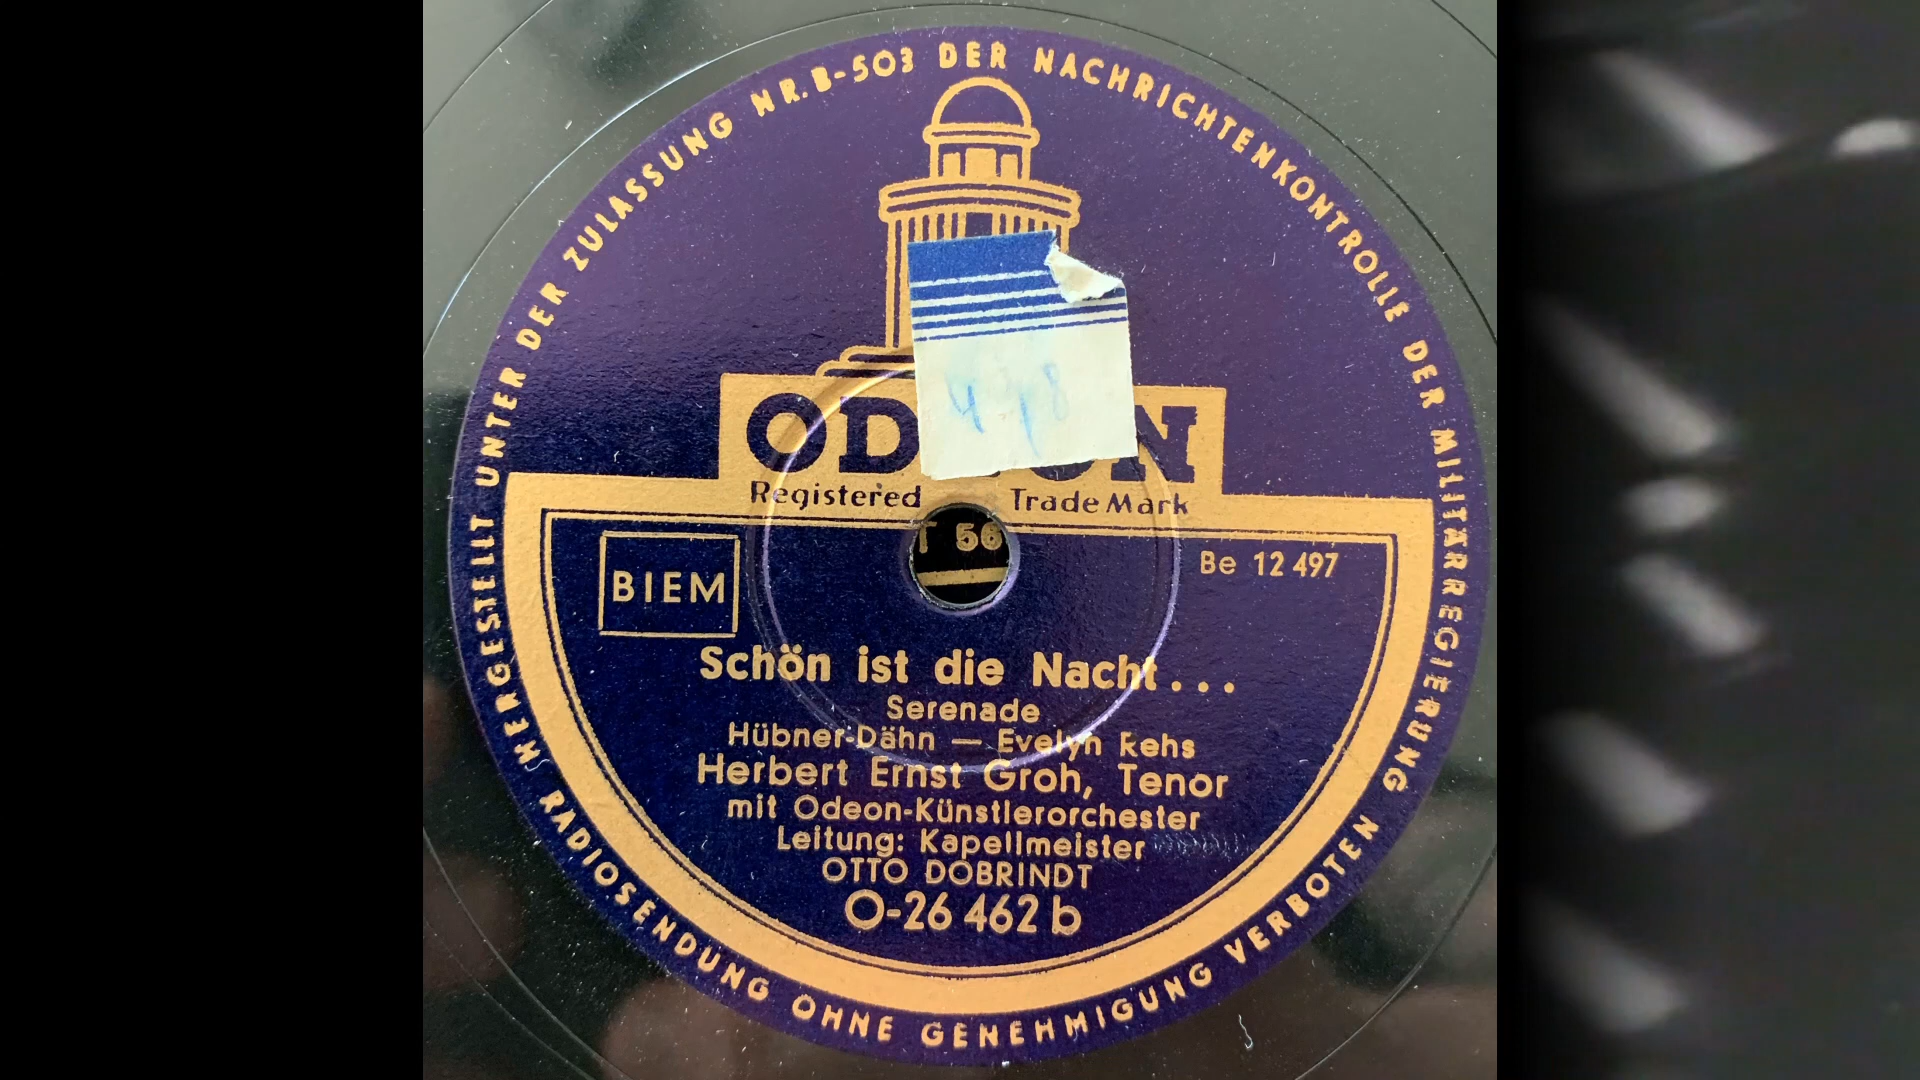 HERGESTELLT UNTER DER ZULASSUNG NR. B-503 DER NACHRICHTENKONTROLLE DER MILITÄRREGIERUNG
ODEON
Registered Trade Mark
T 56
BIEM
Be 12 497
Schön ist die Nacht...
Serenade
Hübner-Dähn — Evelyn Rehs
Herbert Ernst Groh, Tenor
mit Odeon-Künstlerorchester
Leitung: Kapellmeister
OTTO DOBRINDT
O-26 462 b
RADIOSENDUNG OHNE GENEHMIGUNG VERBOTEN